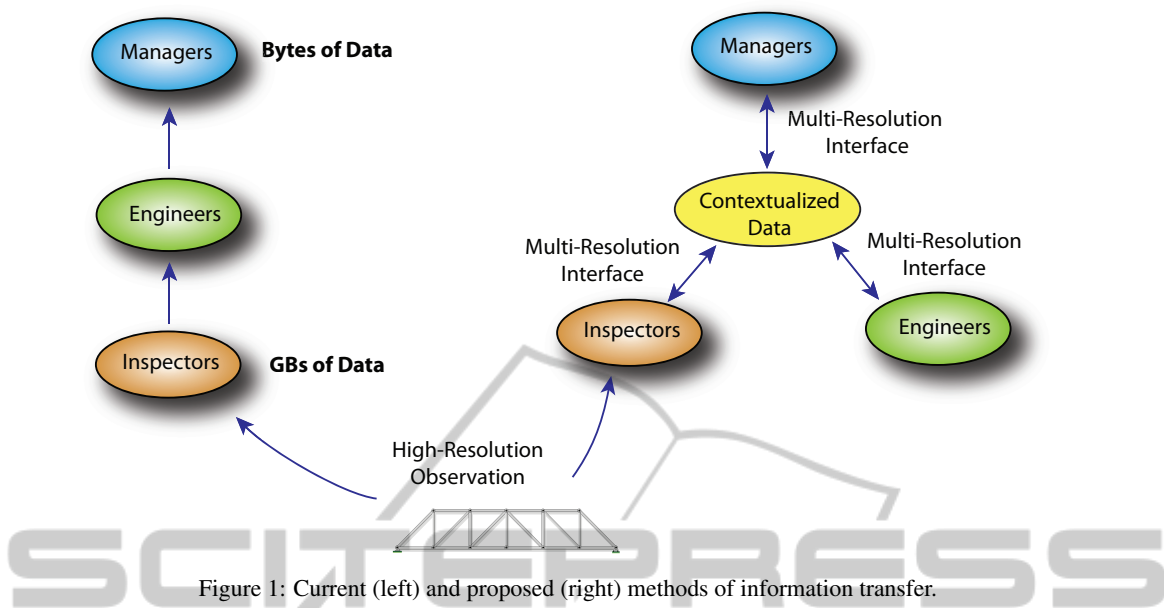 Managers
Bytes of Data
Engineers
Inspectors
GBs of Data
High-Resolution
Observation
Managers
Multi-Resolution
Interface
Contextualized
Data
Multi-Resolution
Interface
Multi-Resolution
Interface
Inspectors
Engineers
SCITEPRESS
Figure 1: Current (left) and proposed (right) methods of information transfer.